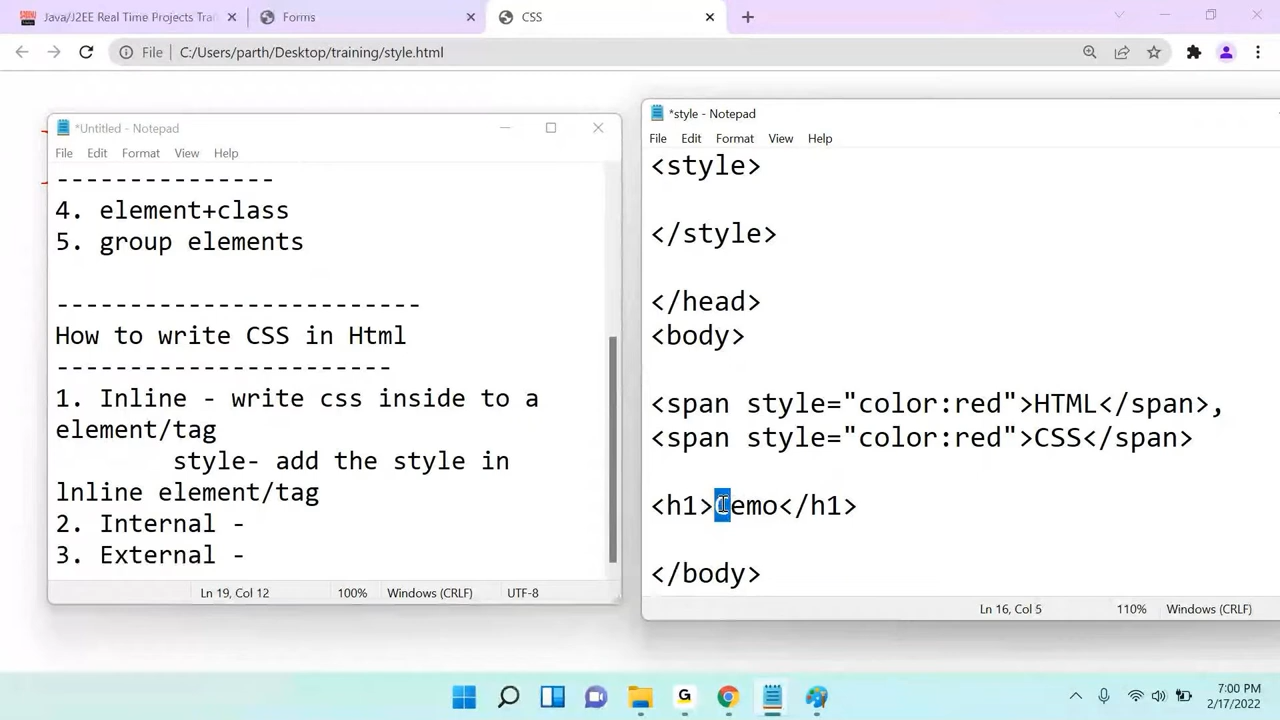 Java/J2EE Real Time Projects Trai
Forms
CSS
File
C:/Users/parth/Desktop/training/style.html
*Untitled - Notepad
File Edit Format View Help
---------------
4. element+class
5. group elements
-------------------------
How to write CSS in Html
-----------------------
1. Inline - write css inside to a
element/tag
style- add the style in
lnline element/tag
2. Internal -
3. External -
Ln 19, Col 12 100% Windows (CRLF) UTF-8
*style - Notepad
File Edit Format View Help
<style>
</style>
</head>
<body>
<span style="color:red">HTML</span>,
<span style="color:red">CSS</span>
<h1>Demo</h1>
</body>
Ln 16, Col 5 110% Windows (CRLF)
G
7:00 PM
2/17/2022